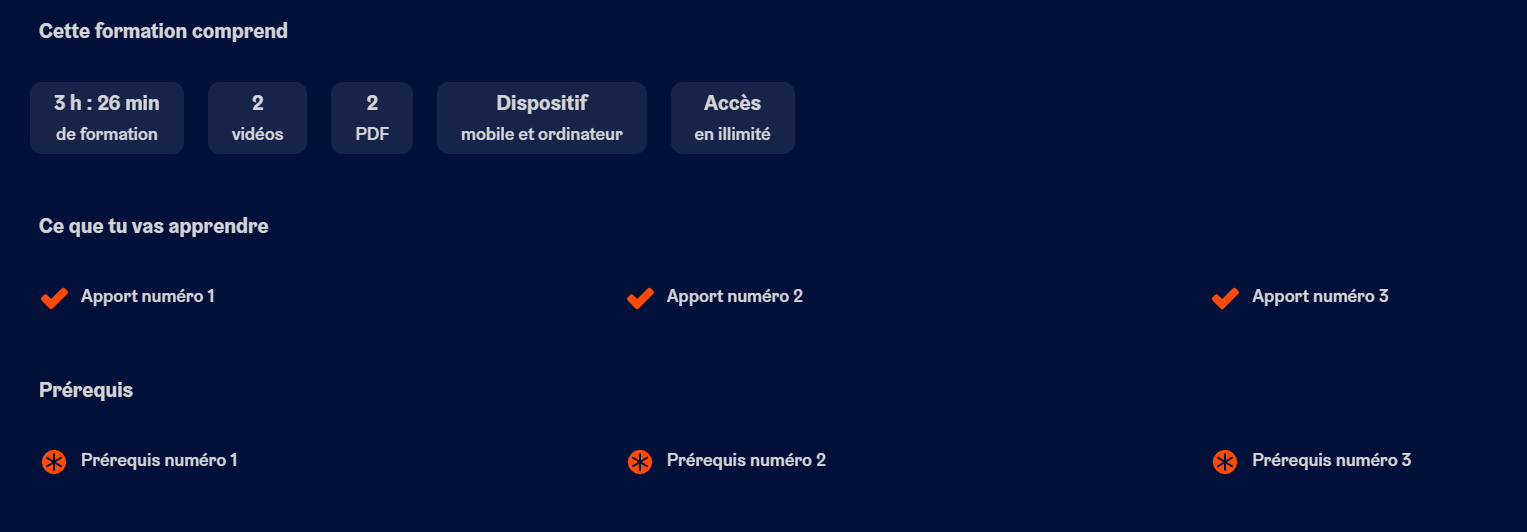 Cette formation comprend
3 h : 26 min
de formation
2
vidéos
2
PDF
Dispositif
mobile et ordinateur
Accès
en illimité
Ce que tu vas apprendre
Apport numéro 1
Apport numéro 2
Apport numéro 3
Prérequis
Prérequis numéro 1
Prérequis numéro 2
Prérequis numéro 3